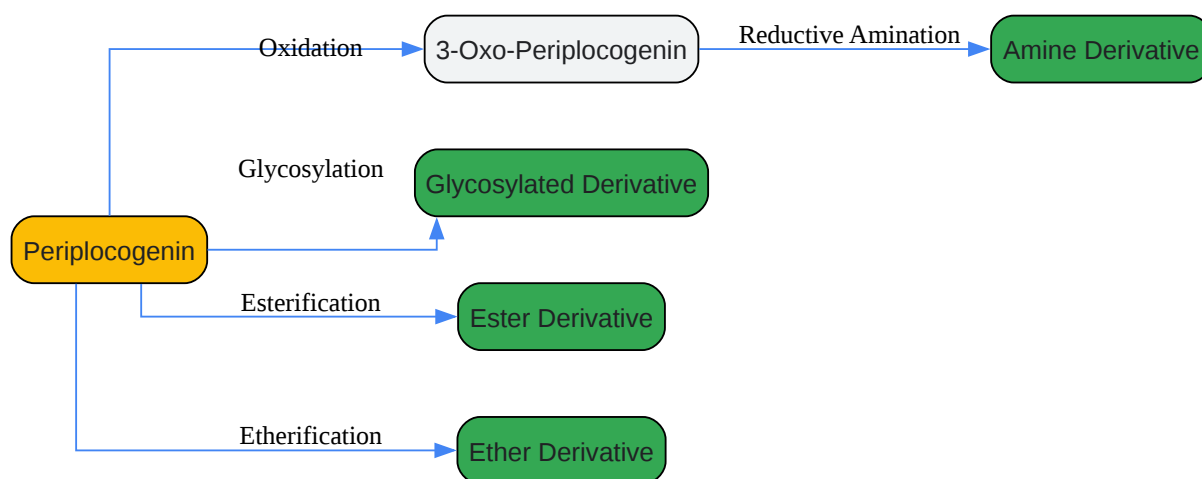 Oxidation
3-Oxo-Periplocogenin
Reductive Amination
Amine Derivative
Glycosylation
Glycosylated Derivative
Periplocogenin
Esterification
Ester Derivative
Etherification
Ether Derivative